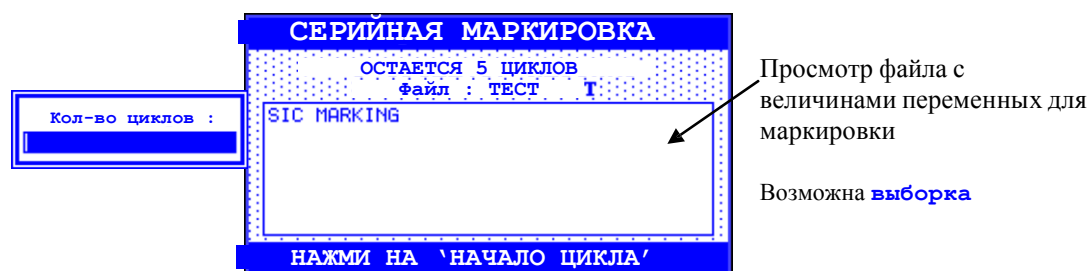 СЕРИЙНАЯ МАРКИРОВКА
ОСТАЕТСЯ 5 ЦИКЛОВ
Файл : ТЕСТ T
SIC MARKING
НАЖМИ НА ‘НАЧАЛО ЦИКЛА’
Кол-во циклов :
Просмотр файла с
величинами переменных для
маркировки
Возможна выборка